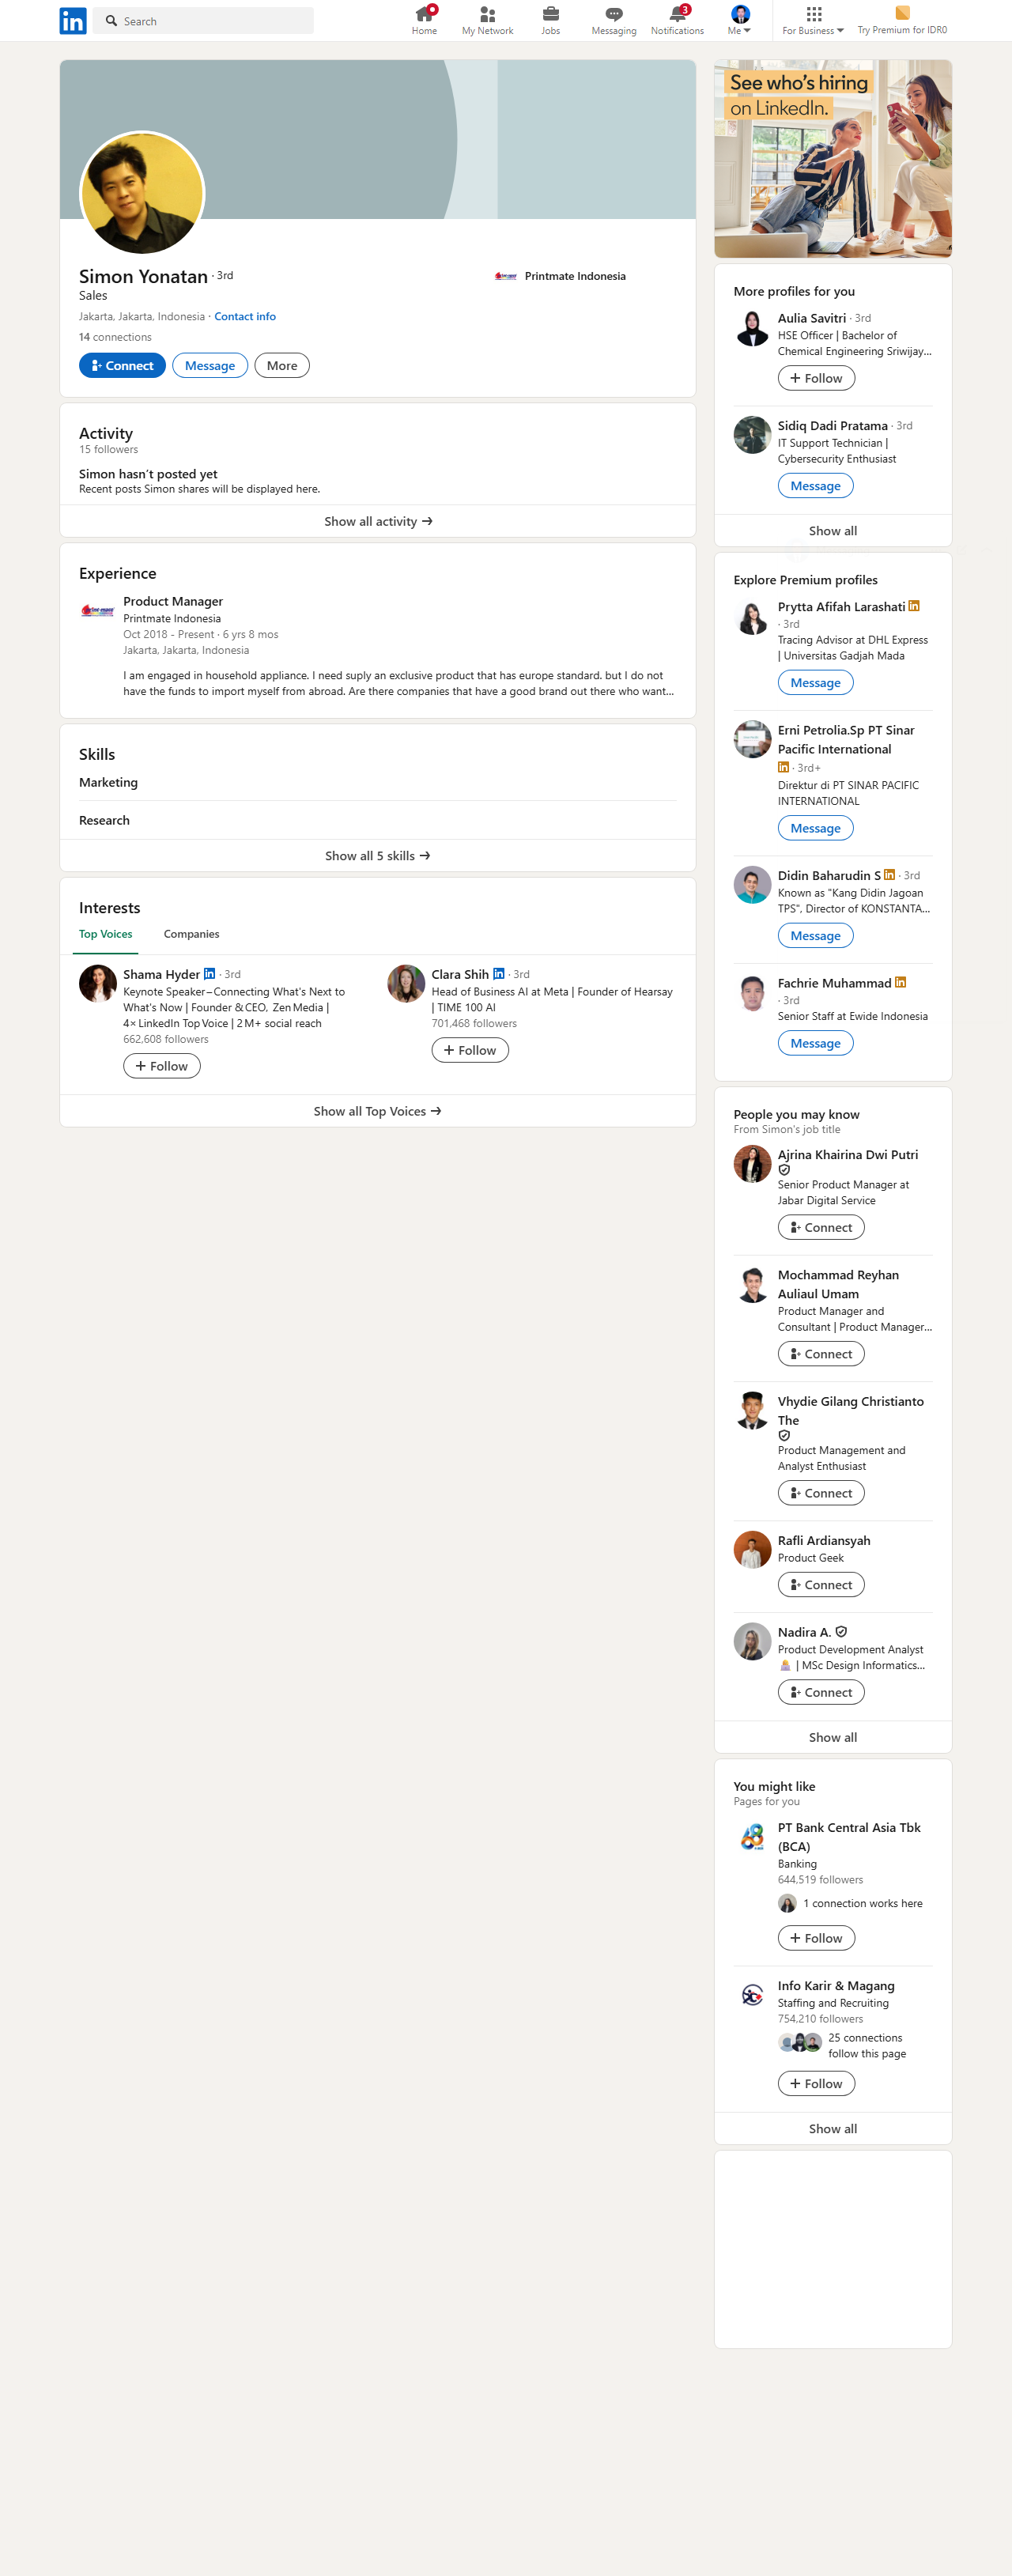 in
Search
Home
My Network
Jobs
Messaging
3
Notifications
Me
For Business
Try Premium for IDR0
See who's hiring
on LinkedIn.
Simon Yonatan · 3rd
Sales
Jakarta, Jakarta, Indonesia · Contact info
14 connections
Connect
Message
More
Printmate Indonesia
Activity
15 followers
Simon hasn't posted yet
Recent posts Simon shares will be displayed here.
Show all activity →
Experience
Product Manager
Printmate Indonesia
Oct 2018 - Present · 6 yrs 8 mos
Jakarta, Jakarta, Indonesia
I am engaged in household appliance. I need suply an exclusive product that has europe standard. but I do not
have the funds to import myself from abroad. Are there companies that have a good brand out there who want...
Skills
Marketing
Research
Show all 5 skills →
Interests
Top Voices
Companies
Shama Hyder in · 3rd
Keynote Speaker–Connecting What's Next to
What's Now | Founder & CEO, Zen Media |
4× LinkedIn Top Voice | 2 M+ social reach
662,608 followers
+ Follow
Clara Shih in · 3rd
Head of Business AI at Meta | Founder of Hearsay
| TIME 100 AI
701,468 followers
+ Follow
Show all Top Voices →
More profiles for you
Aulia Savitri · 3rd
HSE Officer | Bachelor of
Chemical Engineering Sriwijay...
+ Follow
Sidiq Dadi Pratama · 3rd
IT Support Technician |
Cybersecurity Enthusiast
Message
Show all
Explore Premium profiles
Prytta Afifah Larashati in
· 3rd
Tracing Advisor at DHL Express
| Universitas Gadjah Mada
Message
Erni Petrolia.Sp PT Sinar
Pacific International
in · 3rd+
Direktur di PT SINAR PACIFIC
INTERNATIONAL
Message
Didin Baharudin S in · 3rd
Known as "Kang Didin Jagoan
TPS", Director of KONSTANTA...
Message
Fachrie Muhammad in
· 3rd
Senior Staff at Ewide Indonesia
Message
People you may know
From Simon's job title
Ajrina Khairina Dwi Putri
Senior Product Manager at
Jabar Digital Service
Connect
Mochammad Reyhan
Auliaul Umam
Product Manager and
Consultant | Product Manager...
Connect
Vhydie Gilang Christianto
The
Product Management and
Analyst Enthusiast
Connect
Rafli Ardiansyah
Product Geek
Connect
Nadira A.
Product Development Analyst
| MSc Design Informatics...
Connect
Show all
You might like
Pages for you
PT Bank Central Asia Tbk
(BCA)
Banking
644,519 followers
1 connection works here
+ Follow
Info Karir & Magang
Staffing and Recruiting
754,210 followers
25 connections
follow this page
+ Follow
Show all